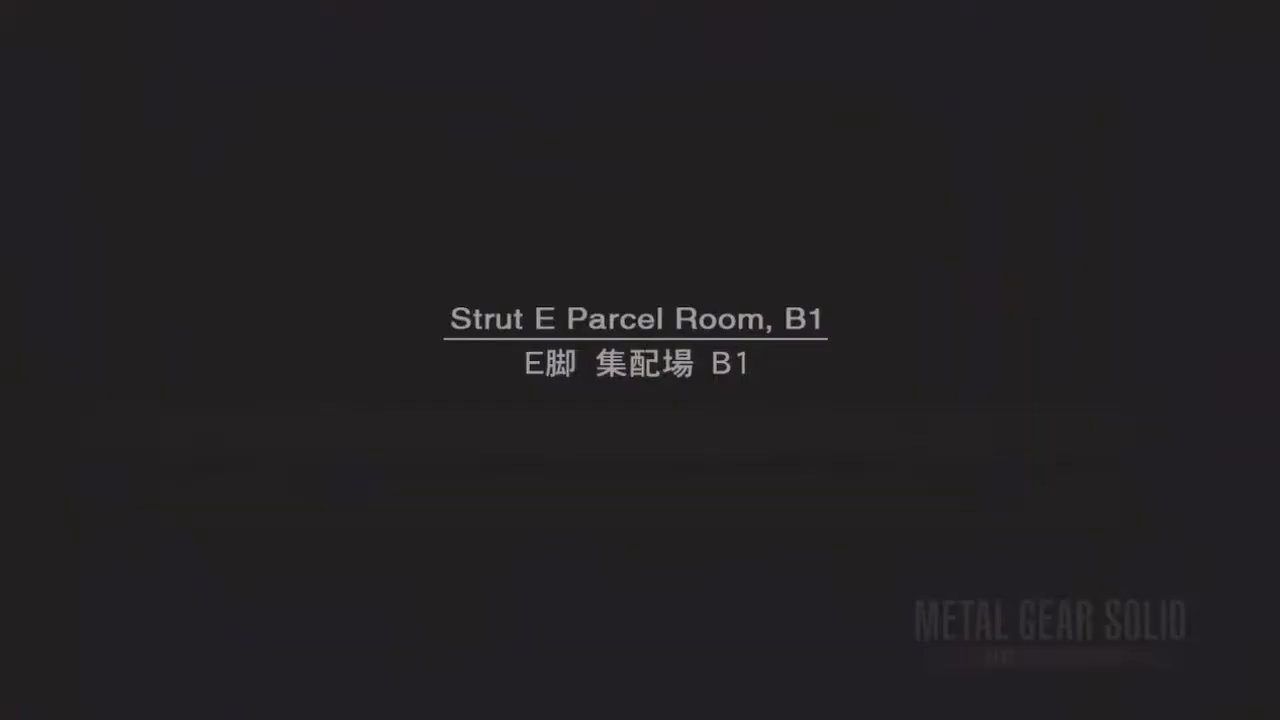 Strut E Parcel Room, B1
E脚 集配場 B1
METAL GEAR SOLID